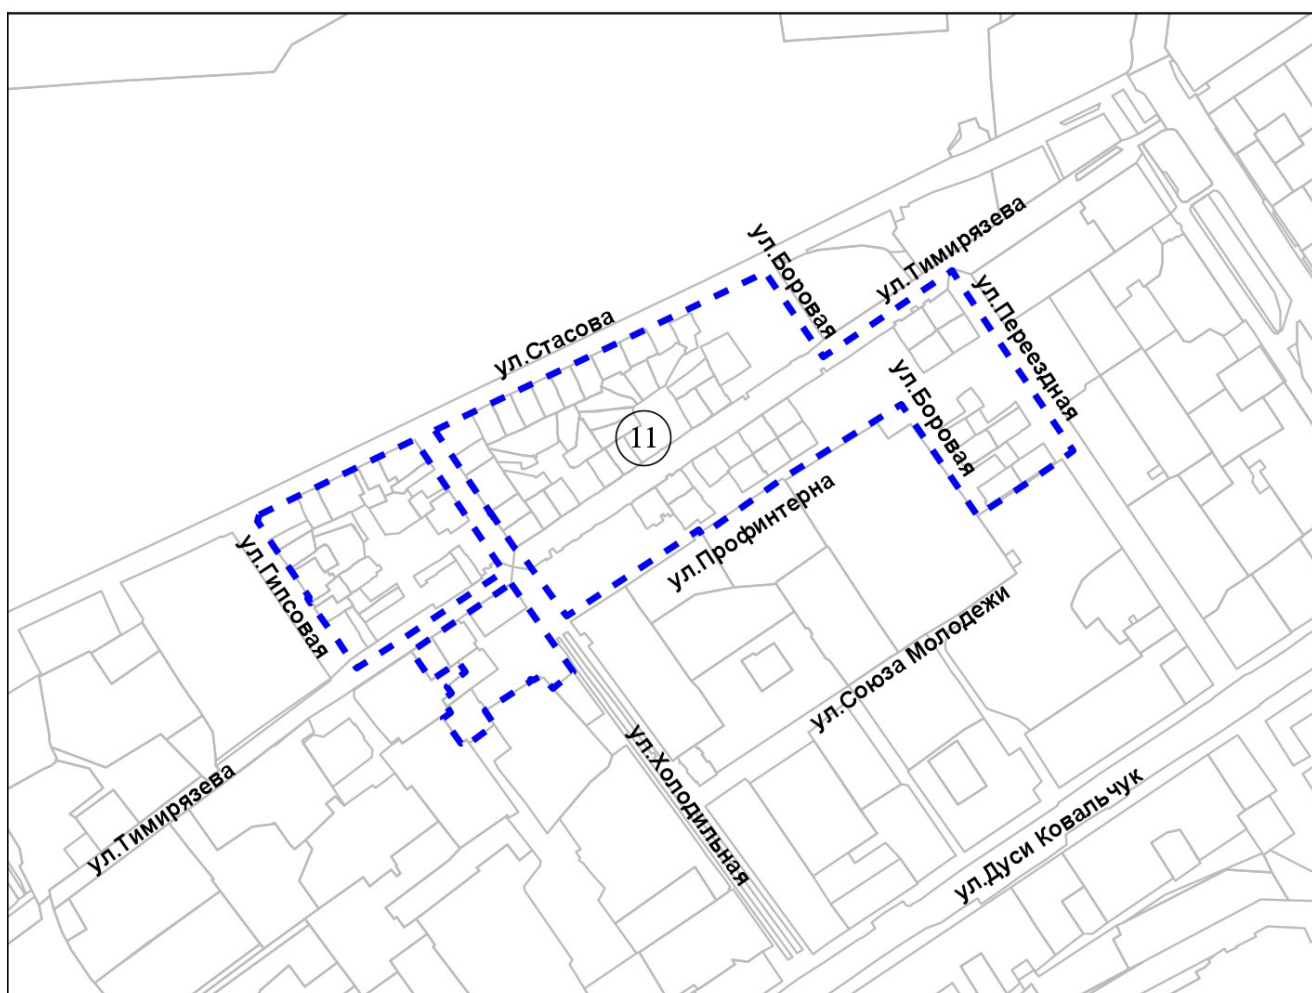 ул.Боровая
ул.Тимирязева
ул.Стасова
ул.Переездная
ул.Боровая
11
ул.Профинтерна
ул.Гипсовая
ул.Союза Молодежи
ул.Тимирязева
ул.Холодильная
ул.Дуси Ковальчук